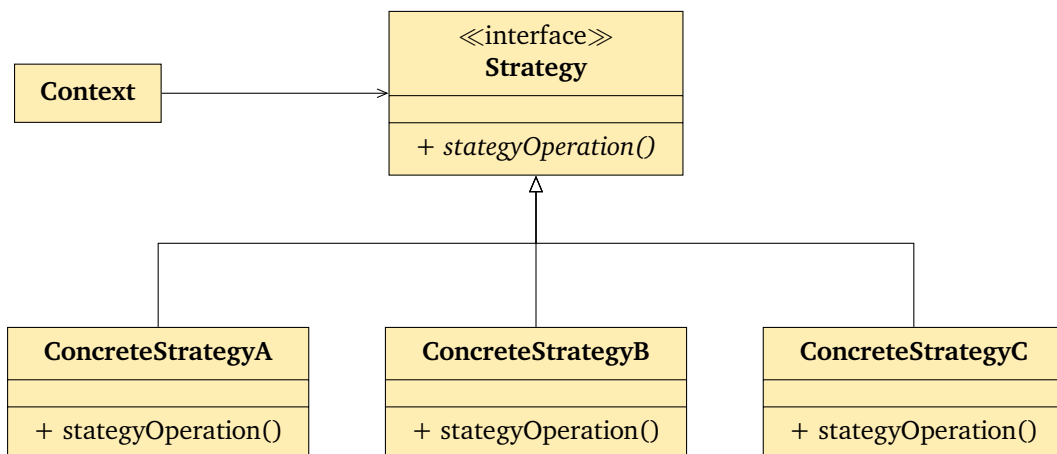 ≪interface≫
Strategy
Context
+ stategyOperation()
ConcreteStrategyA
ConcreteStrategyB
ConcreteStrategyC
+ stategyOperation()
+ stategyOperation()
+ stategyOperation()